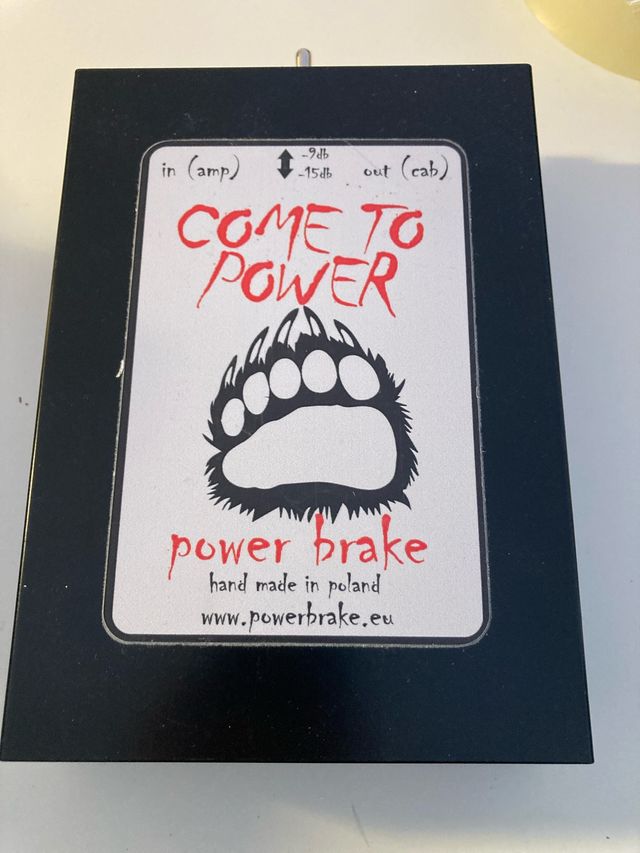 in (amp) -9db out (cab)
-15db
COME TO
POWER
power brake
hand made in poland
www.powerbrake.eu